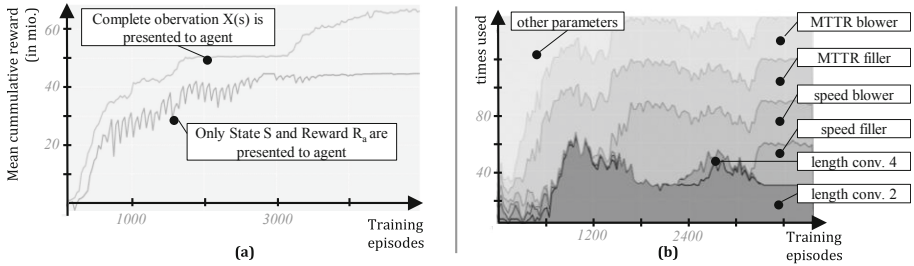 Mean cummulative reward
(in mio.)
60
40
20
Complete obervation X(s) is
presented to agent
Only State S and Reward Ra are
presented to agent
1000
3000
Training
episodes
(a)
times used
80
40
other parameters
MTTR blower
MTTR filler
speed blower
speed filler
length conv. 4
length conv. 2
1200
2400
Training
episodes
(b)